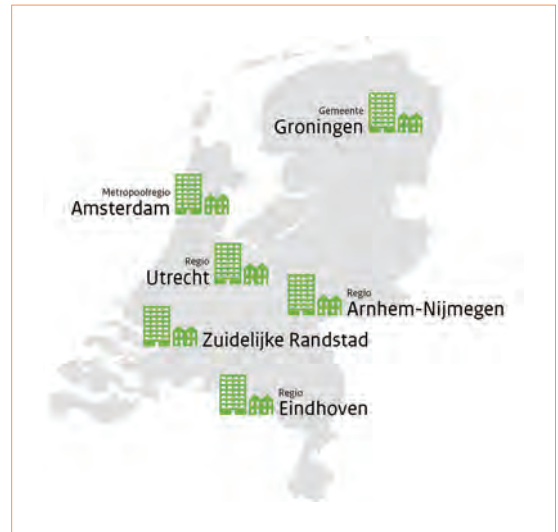 Gemeente
Groningen
Metropoolregio
Amsterdam
Regio
Utrecht
Regio
Arnhem-Nijmegen
Zuidelijke Randstad
Regio
Eindhoven